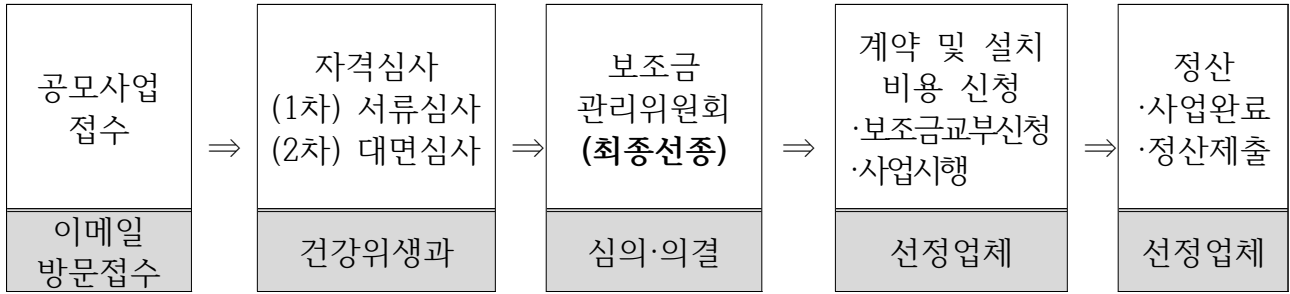 공모사업
접수
이메일
방문접수
⇒
자격심사
(1차) 서류심사
(2차) 대면심사
건강위생과
⇒
보조금
관리위원회
(최종선종)
심의·의결
⇒
계약 및 설치
비용 신청
·보조금교부신청
·사업시행
선정업체
⇒
정산
·사업완료
·정산제출
선정업체